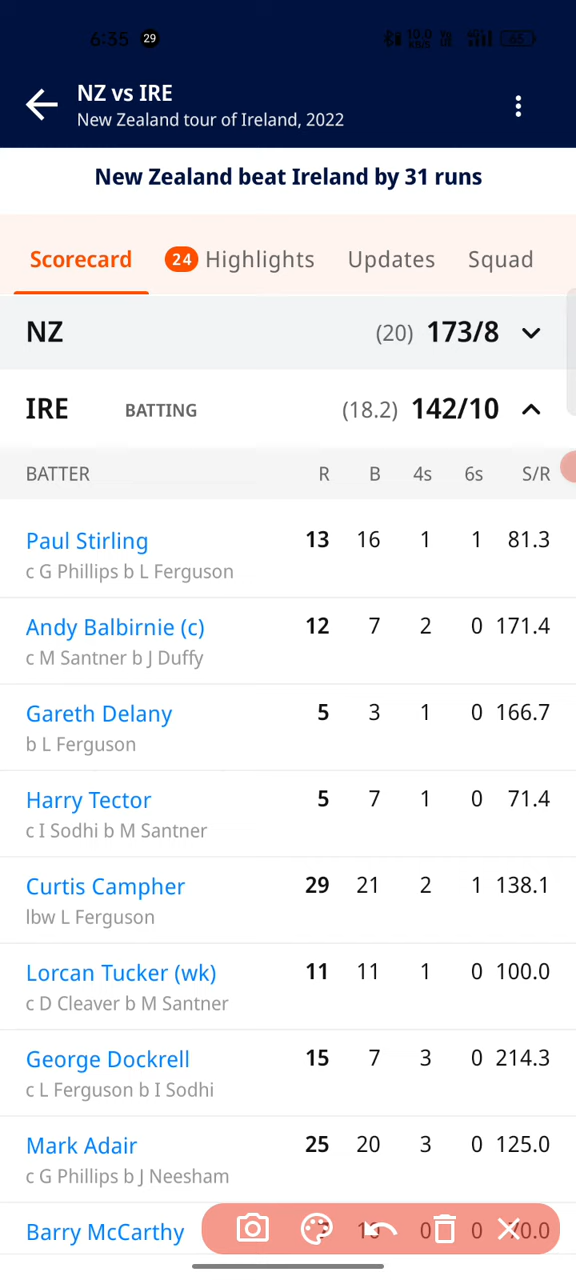 6:35 29
NZ vs IRE
New Zealand tour of Ireland, 2022
New Zealand beat Ireland by 31 runs
Scorecard 24 Highlights Updates Squad
NZ (20) 173/8
IRE BATTING (18.2) 142/10
BATTER R B 4s 6s S/R
Paul Stirling 13 16 1 1 81.3
c G Phillips b L Ferguson
Andy Balbirnie (c) 12 7 2 0 171.4
c M Santner b J Duffy
Gareth Delany 5 3 1 0 166.7
b L Ferguson
Harry Tector 5 7 1 0 71.4
c I Sodhi b M Santner
Curtis Campher 29 21 2 1 138.1
lbw L Ferguson
Lorcan Tucker (wk) 11 11 1 0 100.0
c D Cleaver b M Santner
George Dockrell 15 7 3 0 214.3
c L Ferguson b I Sodhi
Mark Adair 25 20 3 0 125.0
c G Phillips b J Neesham
Barry McCarthy 0 0